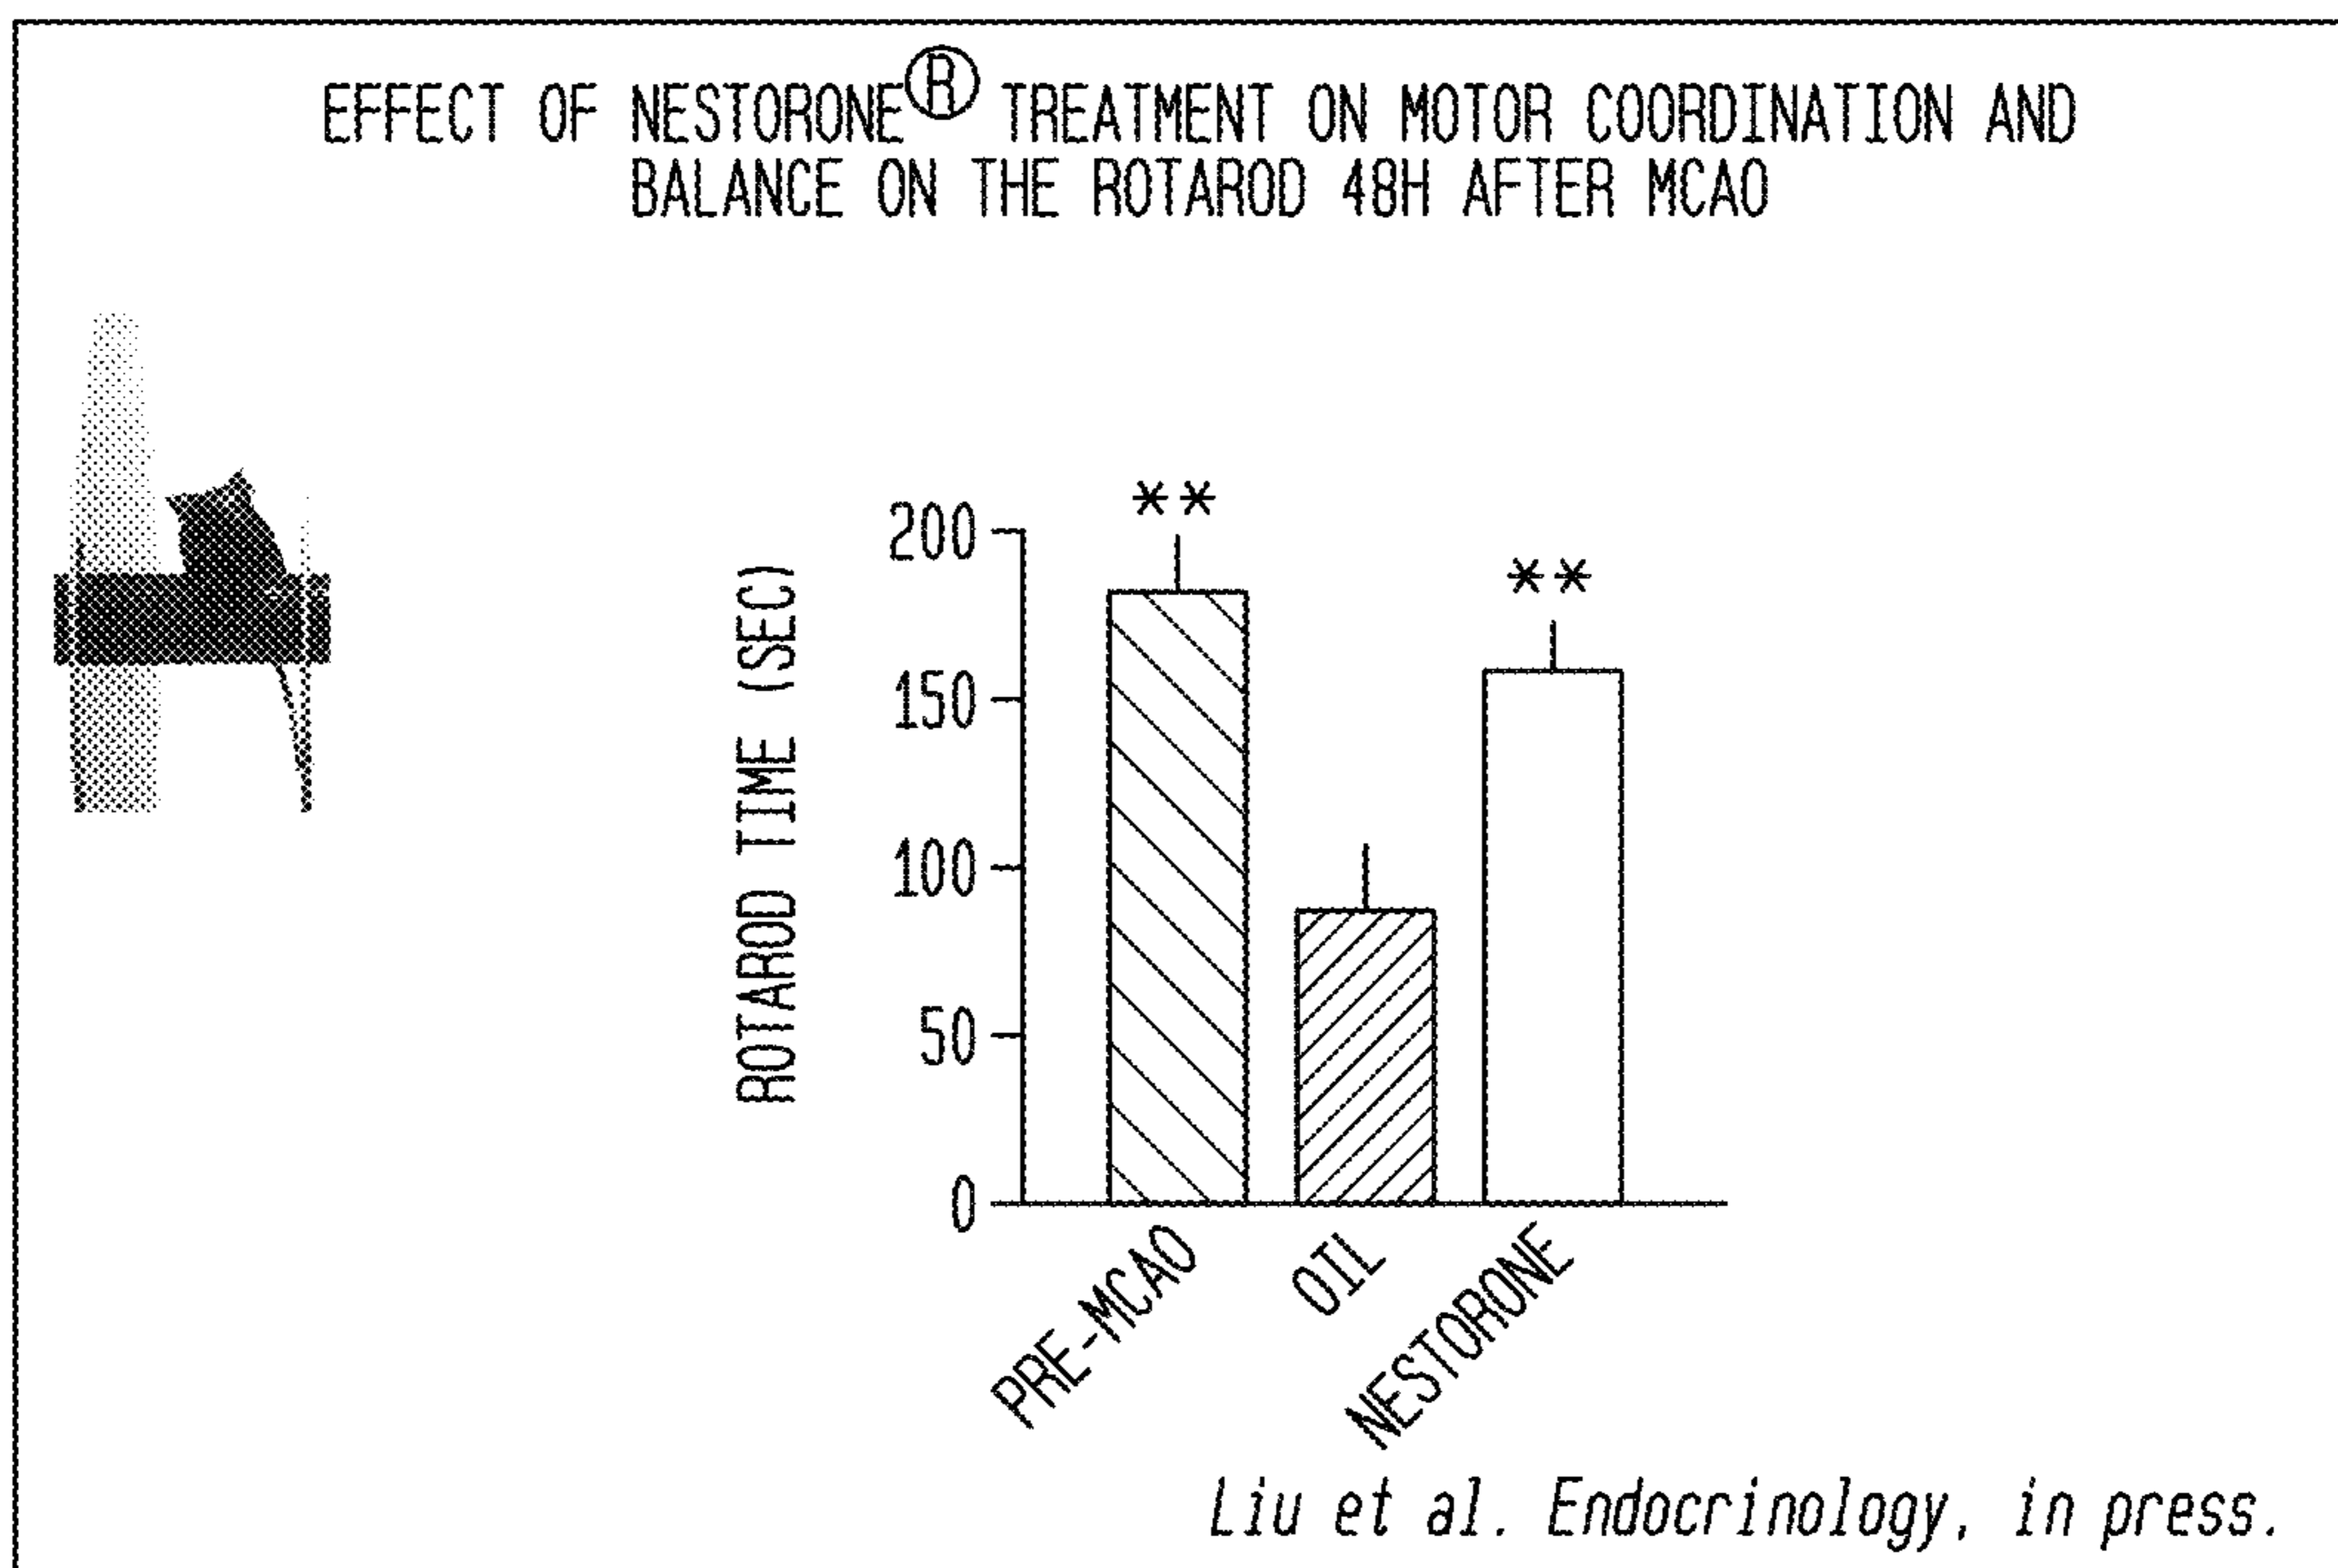 EFFECT OF NESTORONE® TREATMENT ON MOTOR COORDINATION AND
BALANCE ON THE ROTAROD 48H AFTER MCAO
**
**
ROTAROD TIME (SEC)
200
150
100
50
0
PRE-MCAO
OIL
NESTORONE
Liu et al. Endocrinology, in press.